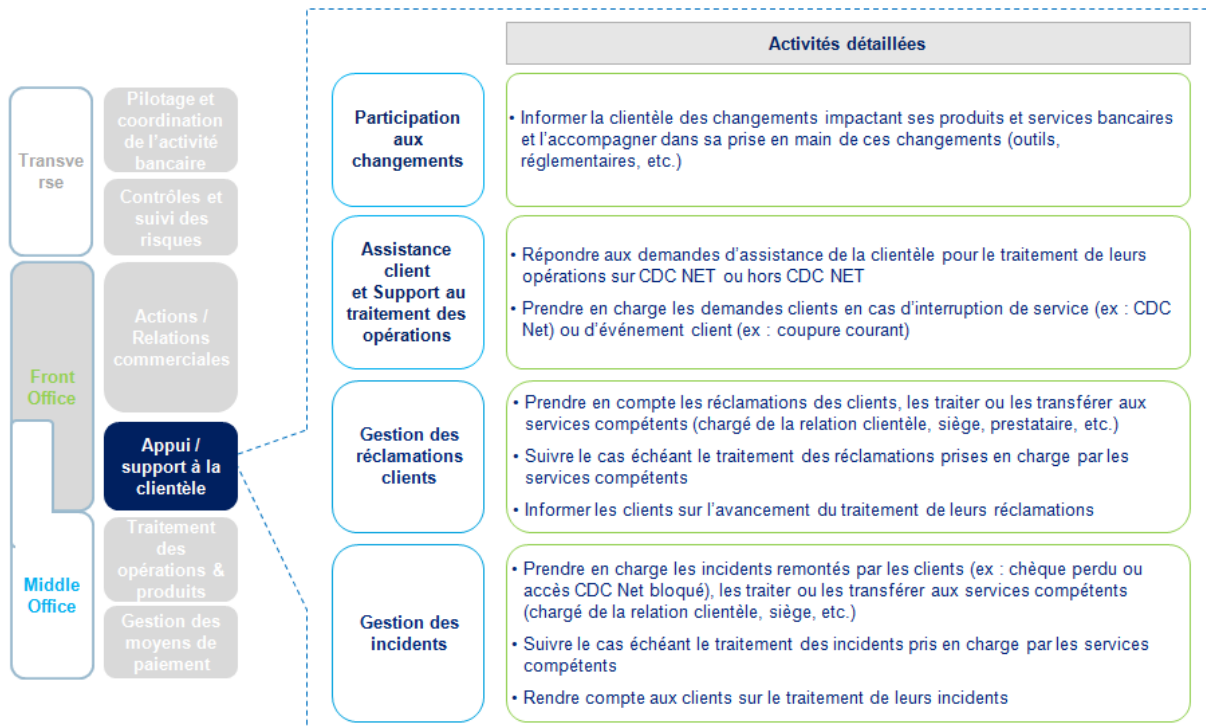 Transve
rse
Pilotage et
coordination
de l'activité
bancaire
Contrôles et
suivi des
risques
Front
Office
Actions /
Relations
commerciales
Appui /
support à la
clientèle
Middle
Office
Traitement
des
opérations &
produits
Gestion des
moyens de
paiement
Activités détaillées
Participation
aux
changements
• Informer la clientèle des changements impactant ses produits et services bancaires
et l'accompagner dans sa prise en main de ces changements (outils,
réglementaires, etc.)
Assistance
client
et Support au
traitement des
opérations
• Répondre aux demandes d'assistance de la clientèle pour le traitement de leurs
opérations sur CDC NET ou hors CDC NET
• Prendre en charge les demandes clients en cas d'interruption de service (ex : CDC
Net) ou d'événement client (ex : coupure courant)
Gestion des
réclamations
clients
• Prendre en compte les réclamations des clients, les traiter ou les transférer aux
services compétents (chargé de la relation clientèle, siège, prestataire, etc.)
• Suivre le cas échéant le traitement des réclamations prises en charge par les
services compétents
• Informer les clients sur l'avancement du traitement de leurs réclamations
Gestion des
incidents
• Prendre en charge les incidents remontés par les clients (ex : chèque perdu ou
accès CDC Net bloqué), les traiter ou les transférer aux services compétents
(chargé de la relation clientèle, siège, etc.)
• Suivre le cas échéant le traitement des incidents pris en charge par les services
compétents
• Rendre compte aux clients sur le traitement de leurs incidents